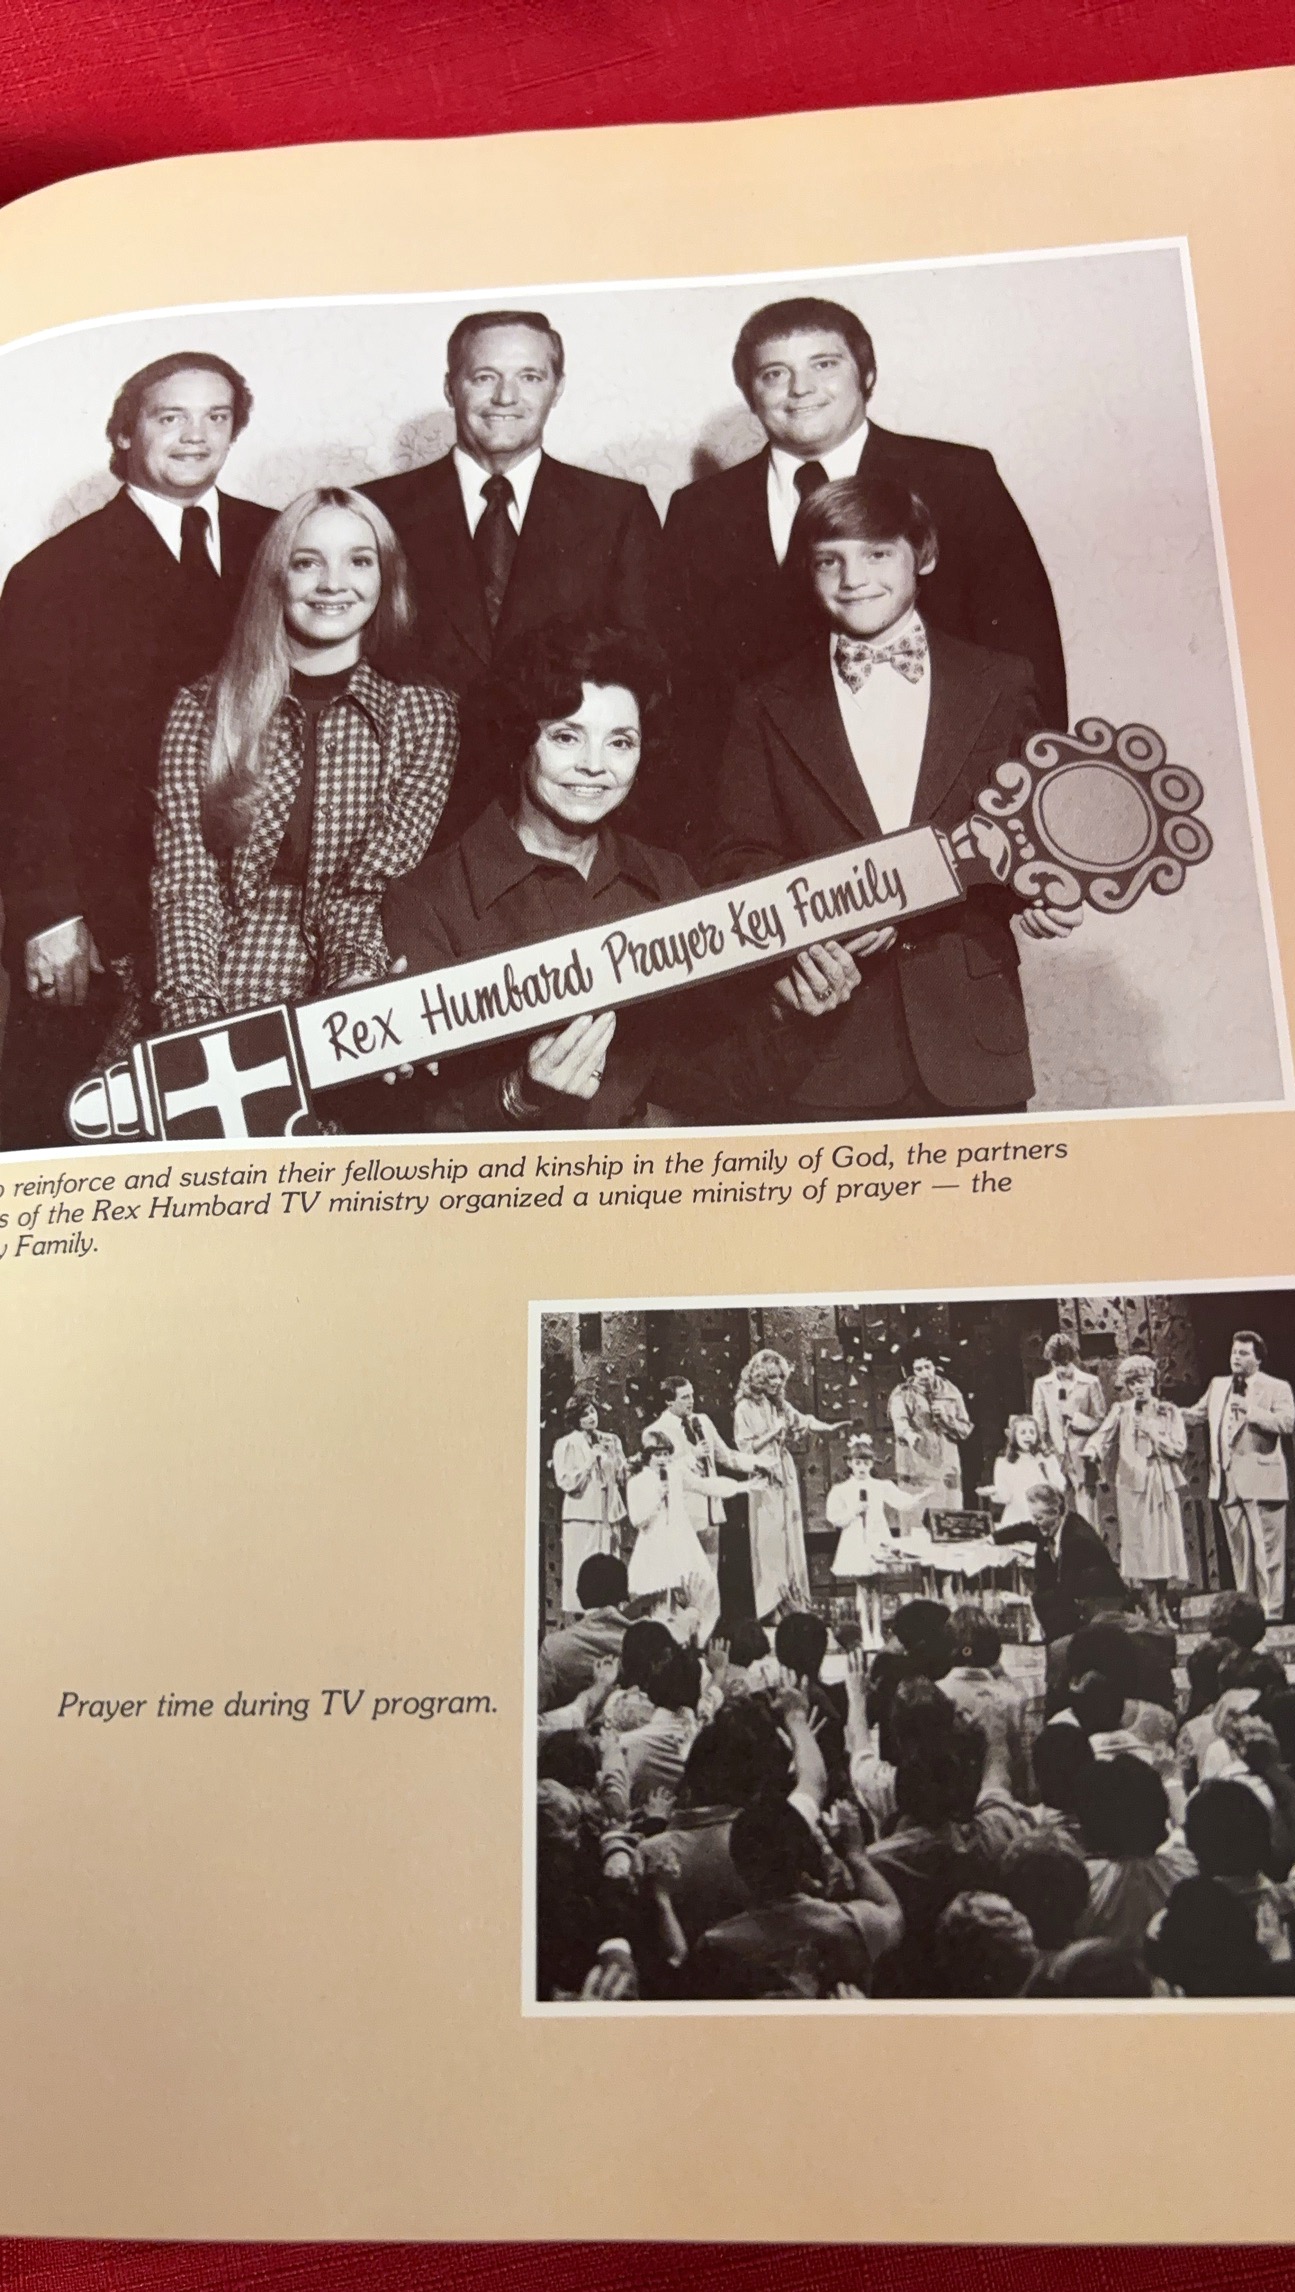 Rex Humbard Prayer Key Family
reinforce and sustain their fellowship and kinship in the family of God, the partners
of the Rex Humbard TV ministry organized a unique ministry of prayer — the
Family.
Prayer time during TV program.